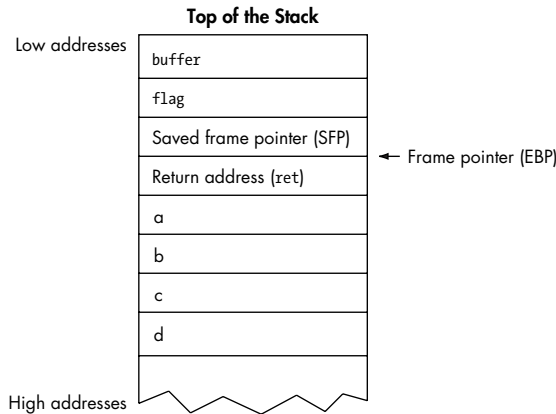 Top of the Stack
Low addresses
buffer
flag
Saved frame pointer (SFP)
Frame pointer (EBP)
Return address (ret)
a
b
c
d
High addresses